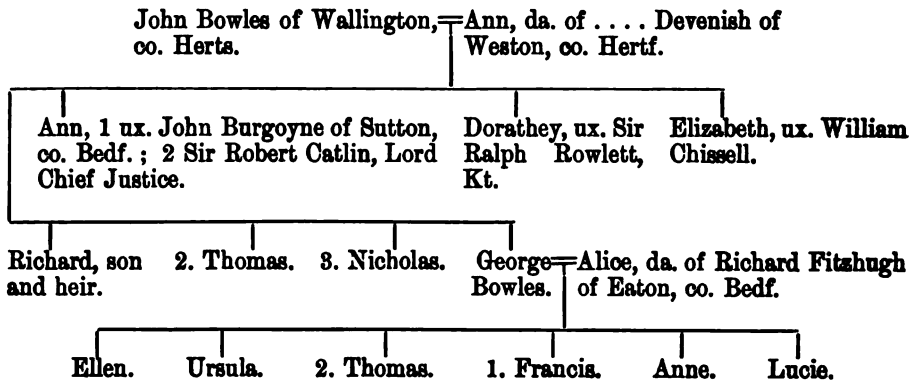 John Bowles of Wallington, co. Herts.
Ann, da. of . . . . Devenish of Weston, co. Hertf.
Ann, 1 ux. John Burgoyne of Sutton,
co. Bedf. ; 2 Sir Robert Catlin, Lord
Chief Justice.
Dorathey, ux. Sir
Ralph Rowlett,
Kt.
Elizabeth, ux. William
Chissell.
Richard, son
and heir.
2. Thomas.
3. Nicholas.
George
Bowles.
Alice, da. of Richard Fitzhugh
of Eaton, co. Bedf.
Ellen.
Ursula.
2. Thomas.
1. Francis.
Anne.
Lucie.